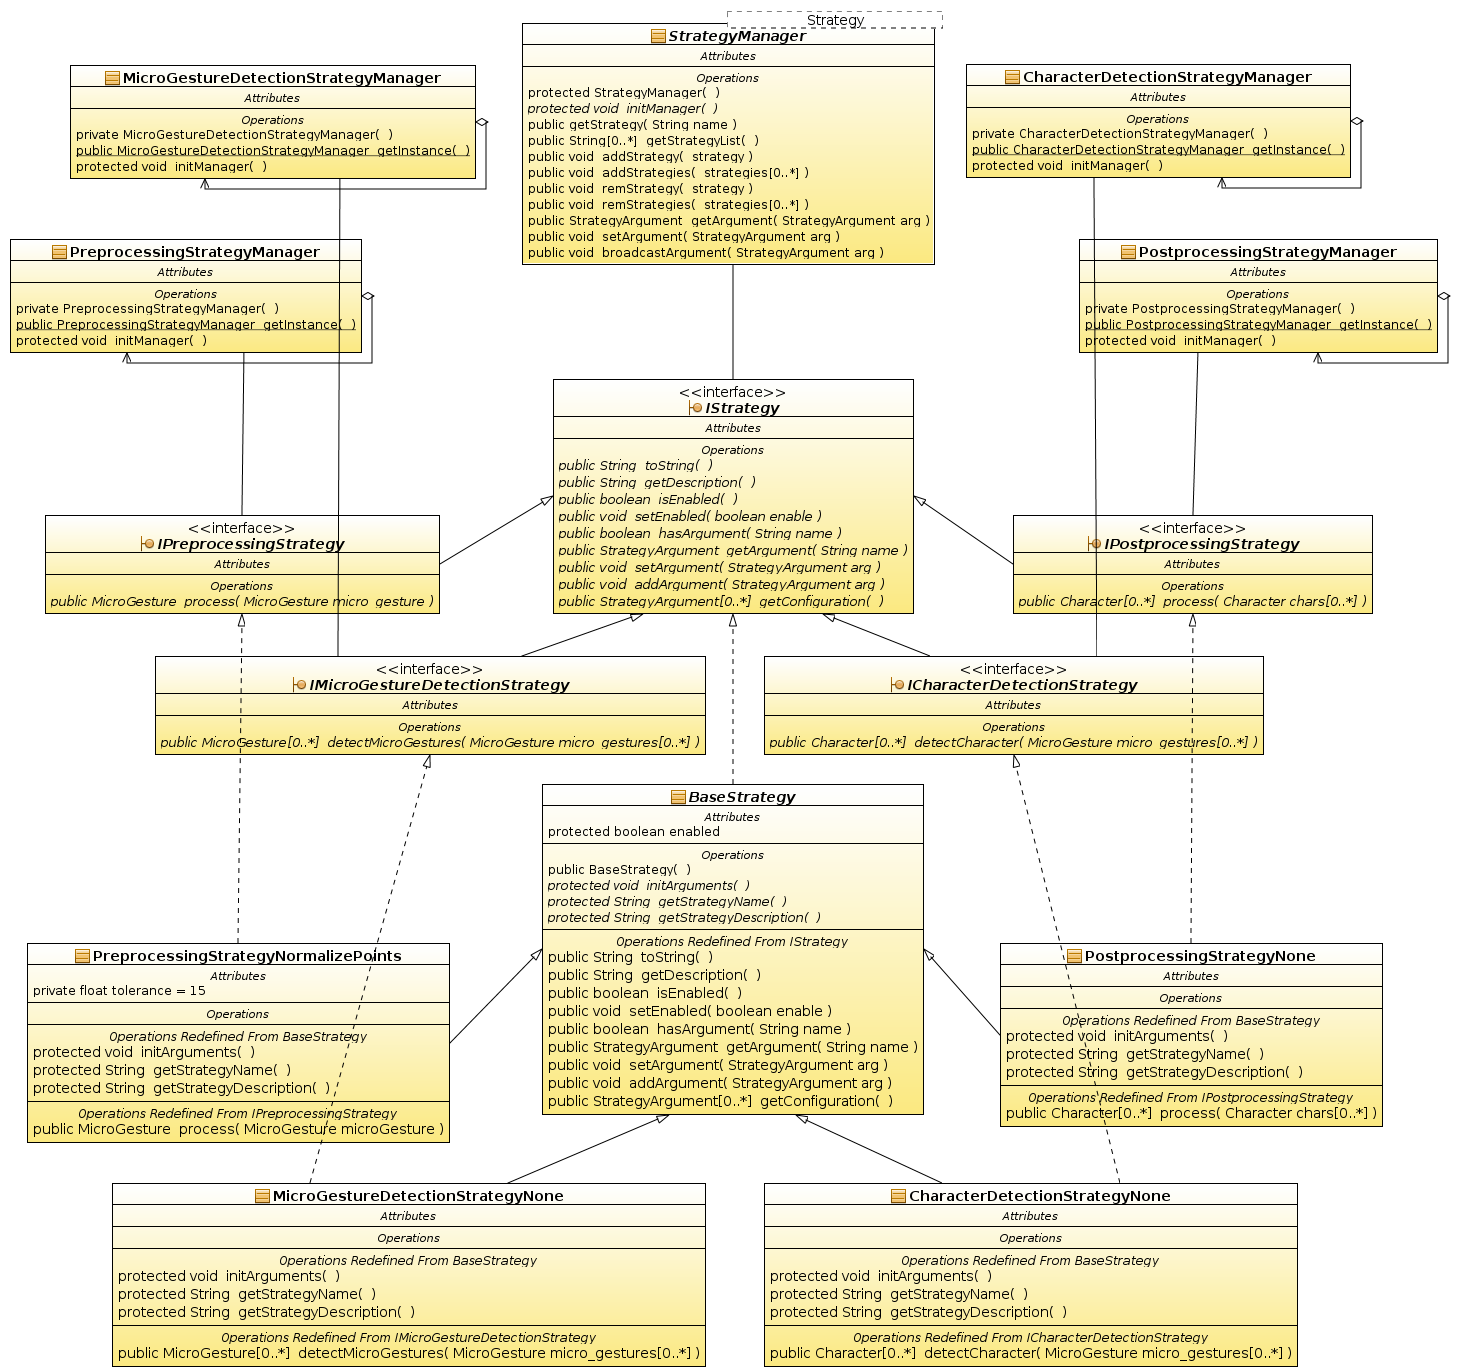 Strategy
StrategyManager
Attributes
Operations
protected StrategyManager(  )
protected void  initManager(  )
public getStrategy( String name )
public String[0..*]  getStrategyList(  )
public void  addStrategy(  strategy )
public void  addStrategies(  strategies[0..*] )
public void  remStrategy(  strategy )
public void  remStrategies(  strategies[0..*] )
public StrategyArgument  getArgument( StrategyArgument arg )
public void  setArgument( StrategyArgument arg )
public void  broadcastArgument( StrategyArgument arg )
MicroGestureDetectionStrategyManager
Attributes
Operations
private MicroGestureDetectionStrategyManager(  )
public MicroGestureDetectionStrategyManager  getInstance(  )
protected void  initManager(  )
CharacterDetectionStrategyManager
Attributes
Operations
private CharacterDetectionStrategyManager(  )
public CharacterDetectionStrategyManager  getInstance(  )
protected void  initManager(  )
PreprocessingStrategyManager
Attributes
Operations
private PreprocessingStrategyManager(  )
public PreprocessingStrategyManager  getInstance(  )
protected void  initManager(  )
PostprocessingStrategyManager
Attributes
Operations
private PostprocessingStrategyManager(  )
public PostprocessingStrategyManager  getInstance(  )
protected void  initManager(  )
<<interface>>
IStrategy
Attributes
Operations
public String  toString(  )
public String  getDescription(  )
public boolean  isEnabled(  )
public void  setEnabled( boolean enable )
public boolean  hasArgument( String name )
public StrategyArgument  getArgument( String name )
public void  setArgument( StrategyArgument arg )
public void  addArgument( StrategyArgument arg )
public StrategyArgument[0..*]  getConfiguration(  )
<<interface>>
IPreprocessingStrategy
Attributes
Operations
public MicroGesture  process( MicroGesture micro_gesture )
<<interface>>
IPostprocessingStrategy
Attributes
Operations
public Character[0..*]  process( Character chars[0..*] )
<<interface>>
IMicroGestureDetectionStrategy
Attributes
Operations
public MicroGesture[0..*]  detectMicroGestures( MicroGesture micro_gestures[0..*] )
<<interface>>
ICharacterDetectionStrategy
Attributes
Operations
public Character[0..*]  detectCharacter( MicroGesture micro_gestures[0..*] )
BaseStrategy
Attributes
protected boolean enabled
Operations
public BaseStrategy(  )
protected void  initArguments(  )
protected String  getStrategyName(  )
protected String  getStrategyDescription(  )
Operations Redefined From IStrategy
public String  toString(  )
public String  getDescription(  )
public boolean  isEnabled(  )
public void  setEnabled( boolean enable )
public boolean  hasArgument( String name )
public StrategyArgument  getArgument( String name )
public void  setArgument( StrategyArgument arg )
public void  addArgument( StrategyArgument arg )
public StrategyArgument[0..*]  getConfiguration(  )
PreprocessingStrategyNormalizePoints
Attributes
private float tolerance = 15
Operations
Operations Redefined From BaseStrategy
protected void  initArguments(  )
protected String  getStrategyName(  )
protected String  getStrategyDescription(  )
Operations Redefined From IPreprocessingStrategy
public MicroGesture  process( MicroGesture microGesture )
PostprocessingStrategyNone
Attributes
Operations
Operations Redefined From BaseStrategy
protected void  initArguments(  )
protected String  getStrategyName(  )
protected String  getStrategyDescription(  )
Operations Redefined From IPostprocessingStrategy
public Character[0..*]  process( Character chars[0..*] )
MicroGestureDetectionStrategyNone
Attributes
Operations
Operations Redefined From BaseStrategy
protected void  initArguments(  )
protected String  getStrategyName(  )
protected String  getStrategyDescription(  )
Operations Redefined From IMicroGestureDetectionStrategy
public MicroGesture[0..*]  detectMicroGestures( MicroGesture micro_gestures[0..*] )
CharacterDetectionStrategyNone
Attributes
Operations
Operations Redefined From BaseStrategy
protected void  initArguments(  )
protected String  getStrategyName(  )
protected String  getStrategyDescription(  )
Operations Redefined From ICharacterDetectionStrategy
public Character[0..*]  detectCharacter( MicroGesture micro_gestures[0..*] )